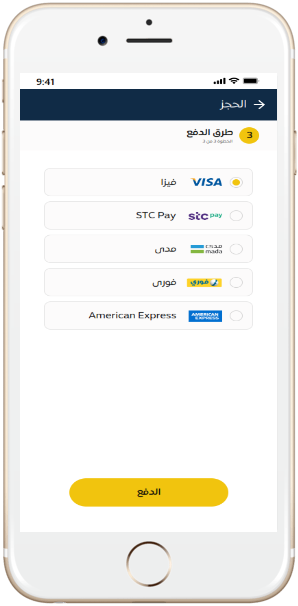 9:41
الحجز
3
طرق الدفع
الخطوة 3 من 3
VISA فيزا
stc pay STC Pay
مدى mada مدى
فوري فورى
AMERICAN EXPRESS American Express
الدفع